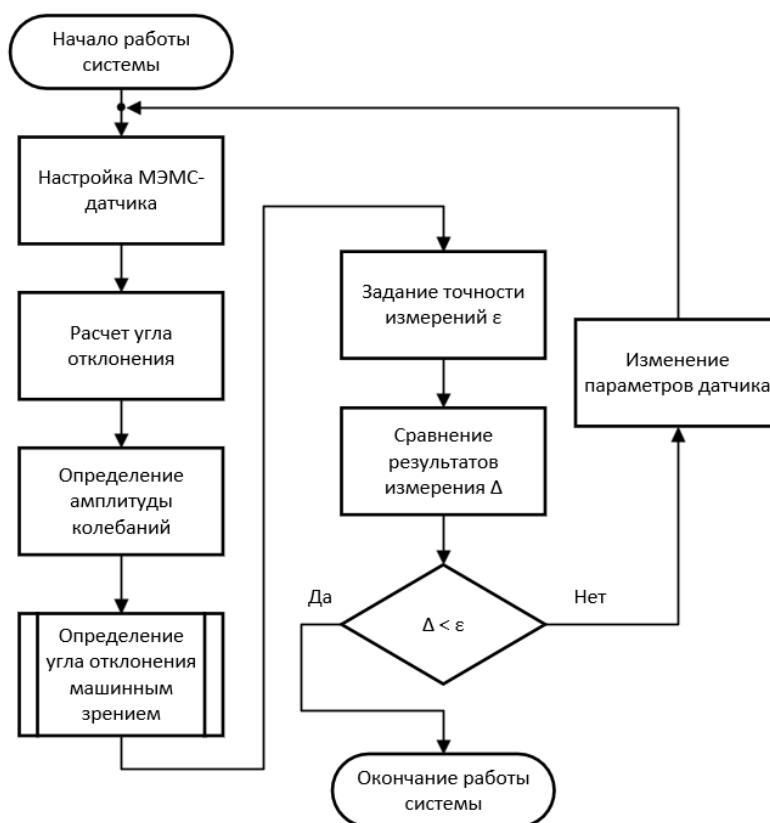 Начало работы
системы
Настройка МЭМС-
датчика
Расчет угла
отклонения
Определение
амплитуды
колебаний
Определение
угла отклонения
машинным
зрением
Задание точности
измерений ε
Сравнение
результатов
измерения Δ
Δ < ε
Да
Нет
Изменение
параметров датчика
Окончание работы
системы